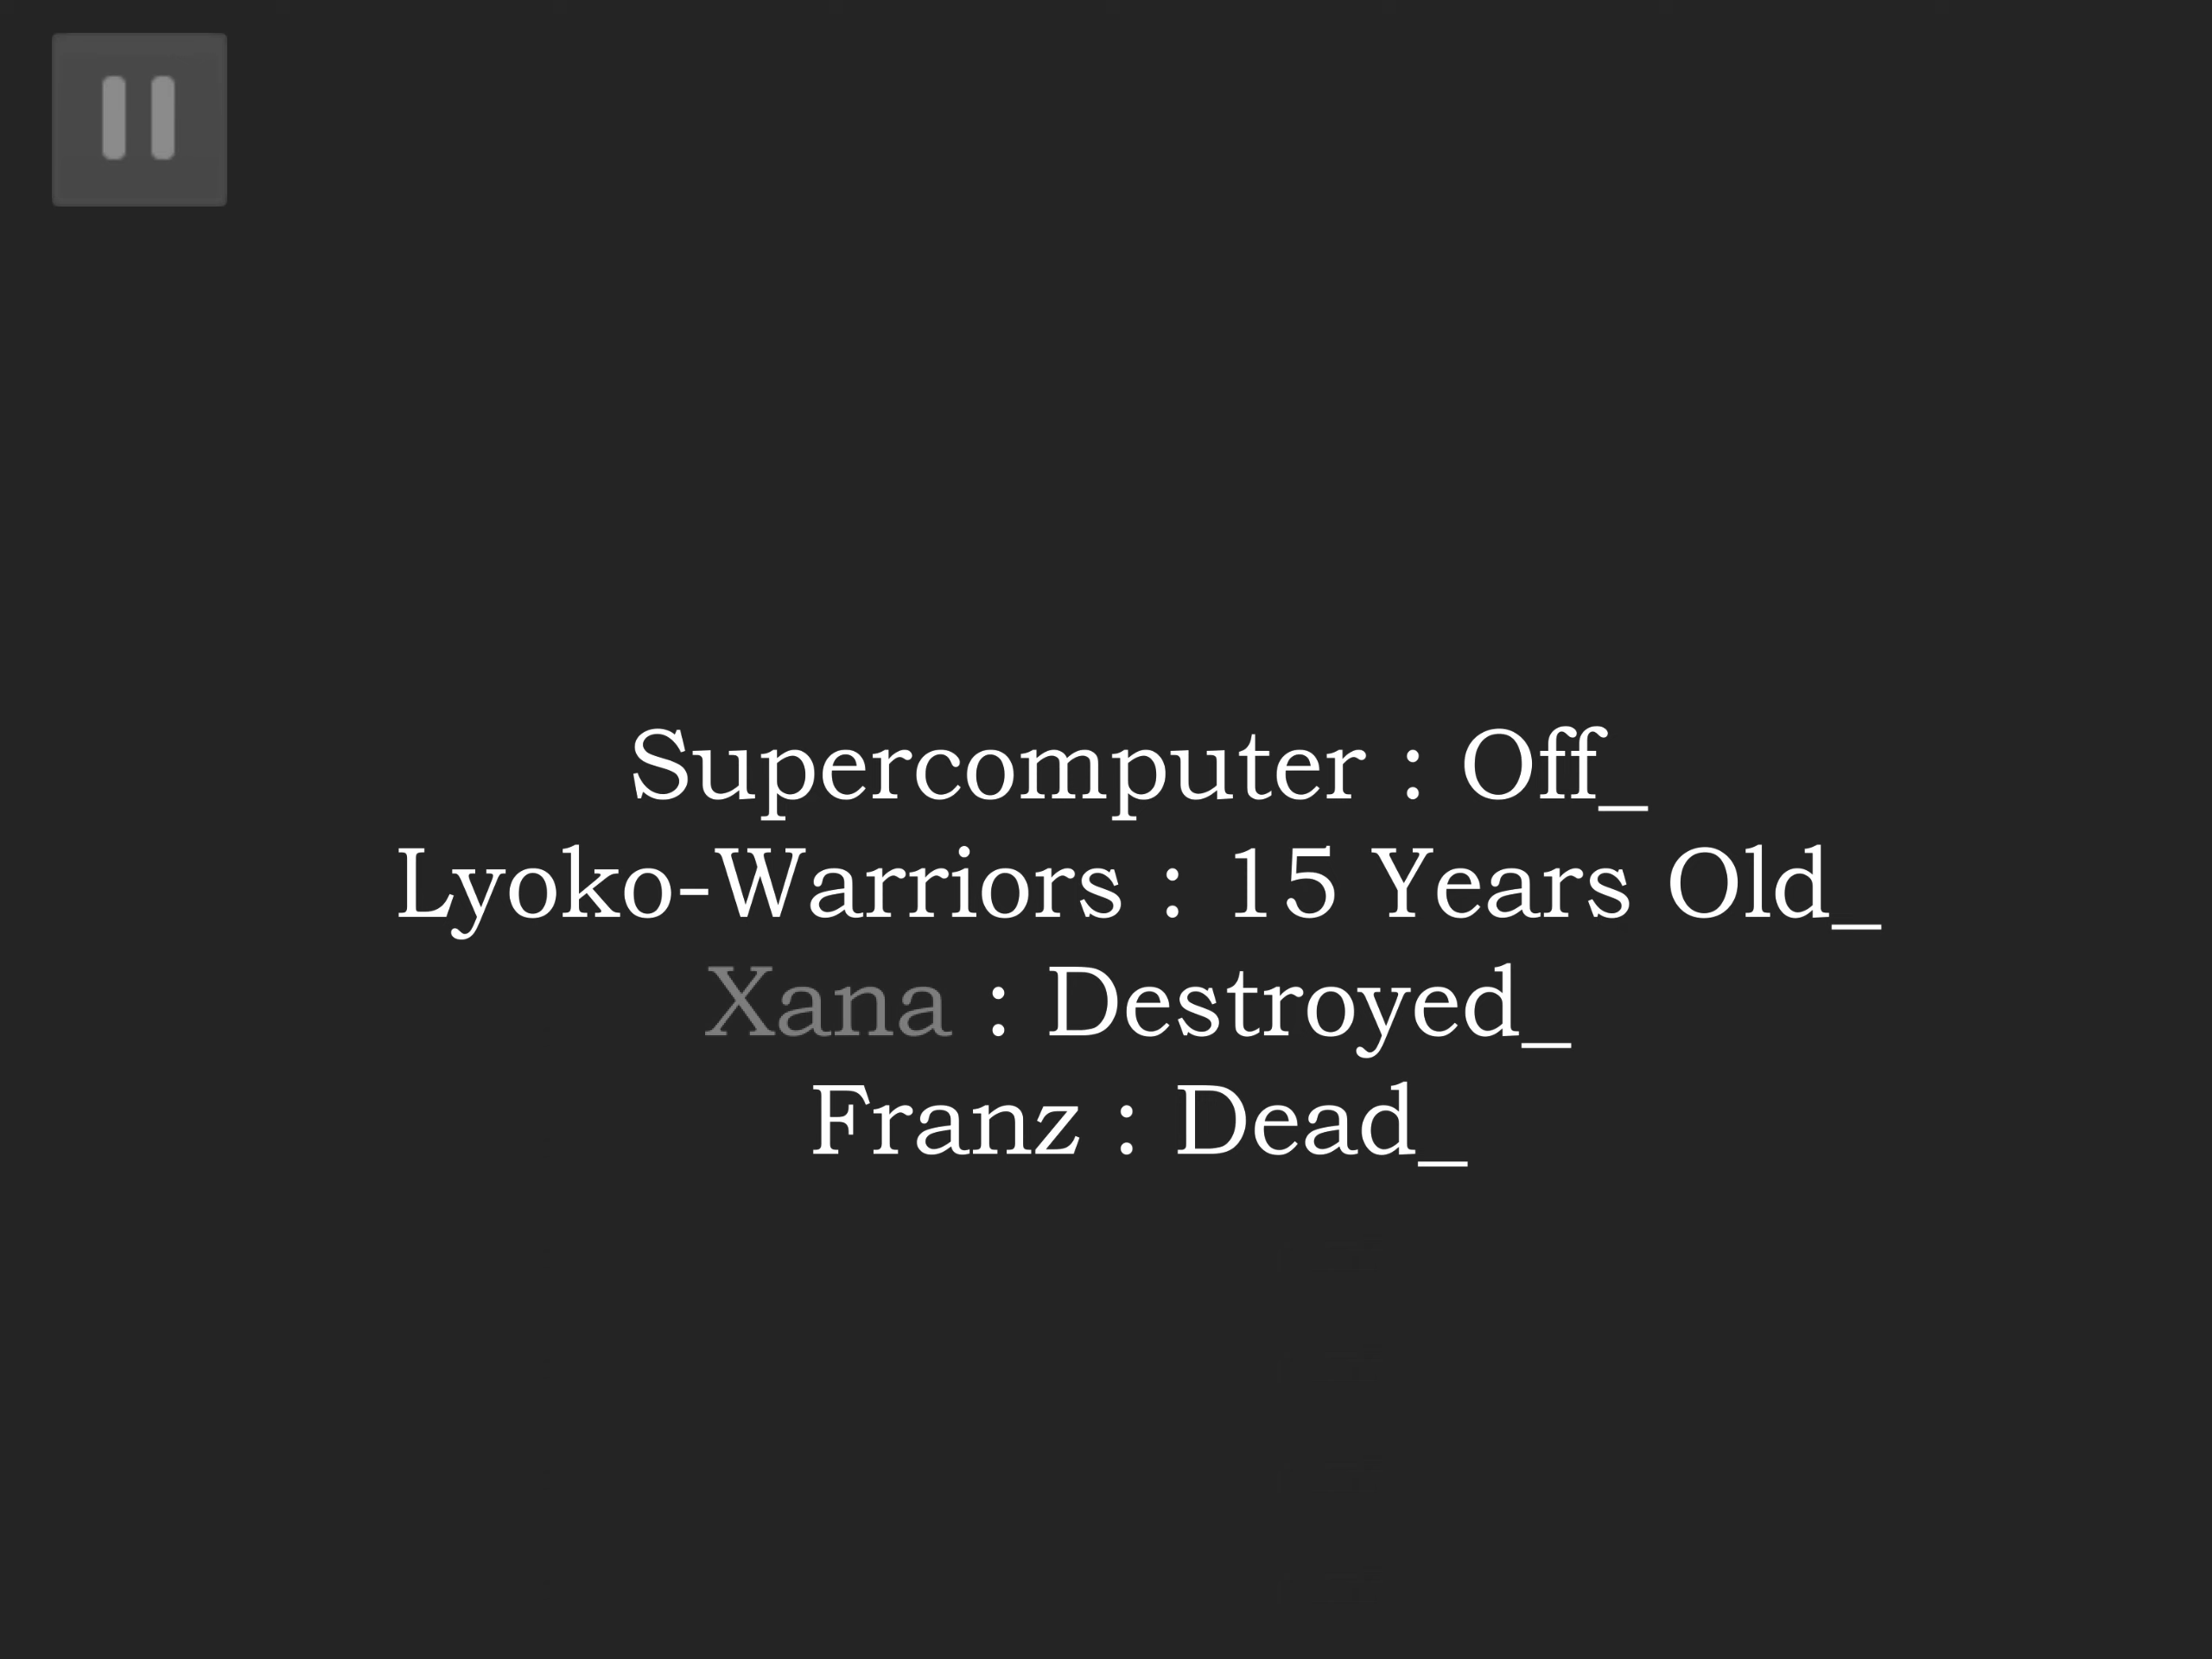 Supercomputer : Off_
Lyoko-Warriors : 15 Years Old_
Xana : Destroyed_
Franz : Dead_